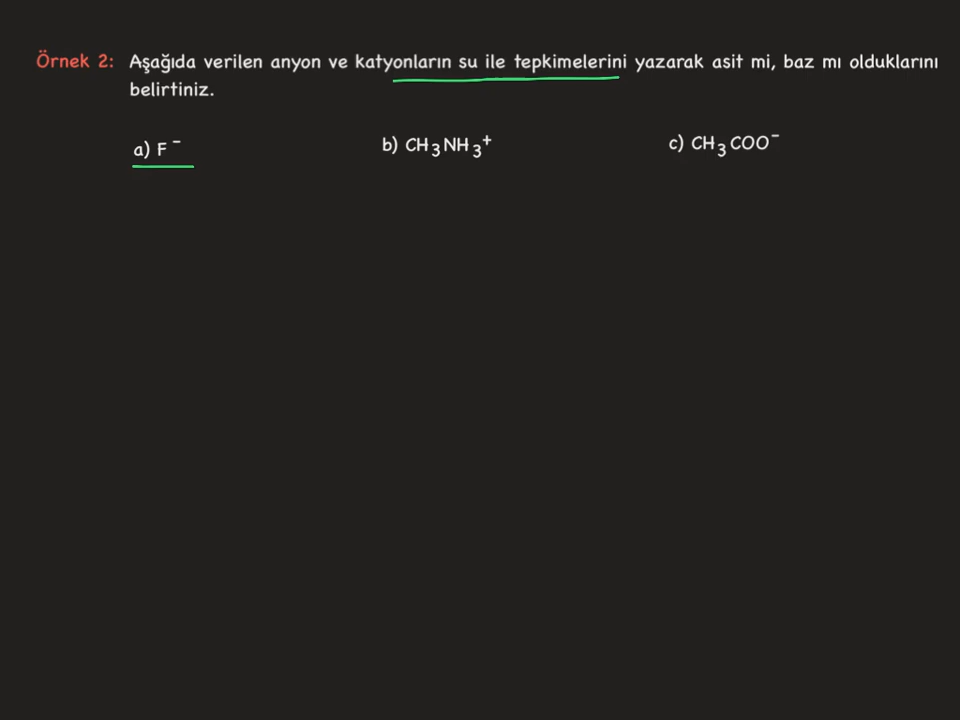 Örnek 2: Aşağıda verilen anyon ve katyonların su ile tepkimelerini yazarak asit mi, baz mı olduklarını
belirtiniz.
a) F⁻ b) CH₃NH₃⁺ c) CH₃COO⁻